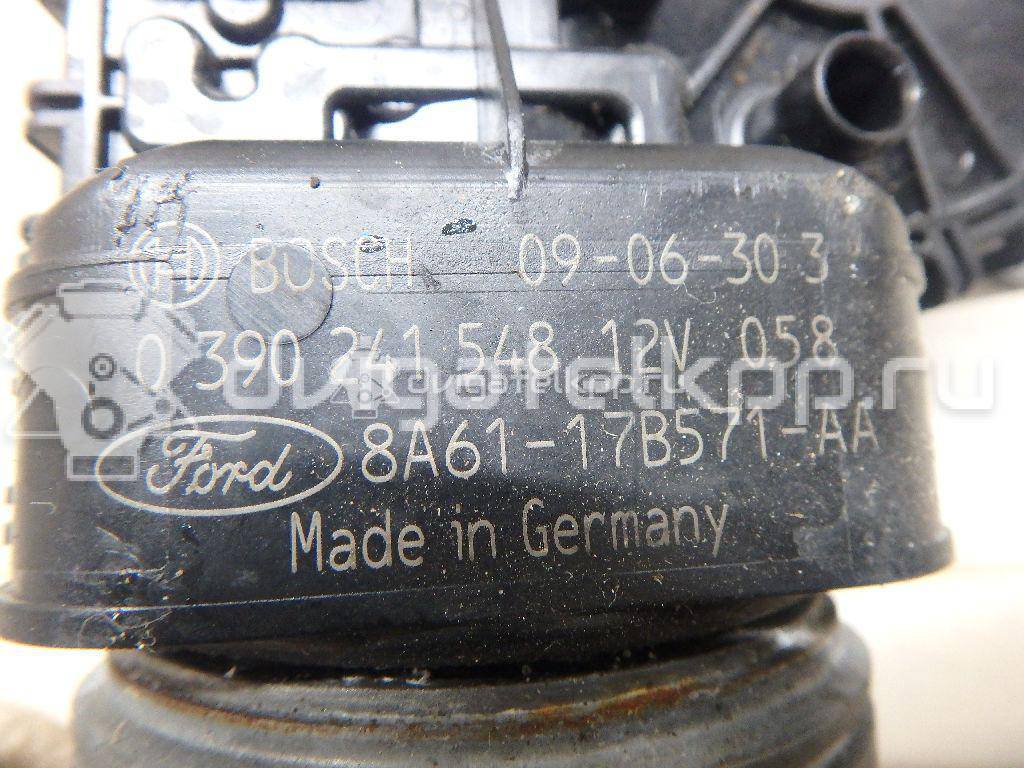 BOSCH 09-06-30 3
0 390 241 548 12V 058
Ford 8A61-17B571-AA
Made in Germany
dvigatelkpb.ru